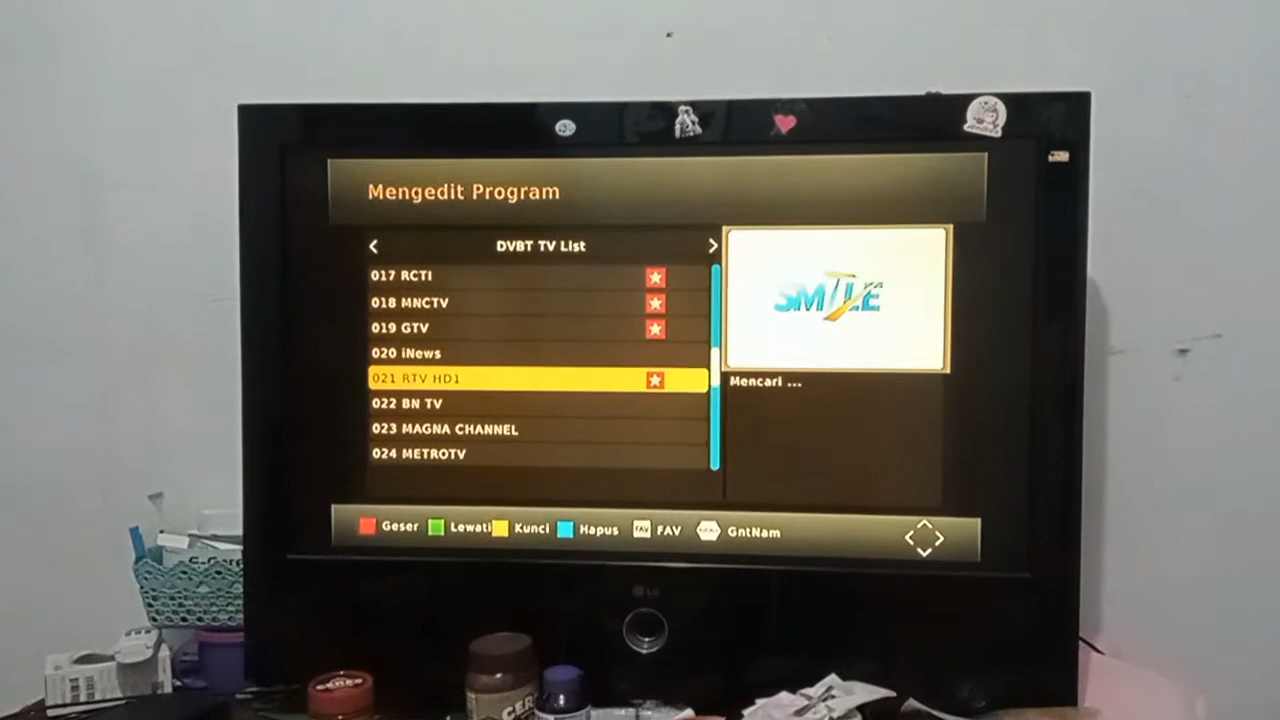 Mengedit Program
DVBT TV List
017 RCTI
018 MNCTV
019 GTV
020 iNews
021 RTV HD1
022 BN TV
023 MAGNA CHANNEL
024 METROTV
SMILE
Mencari ...
Geser
Lewati
Kunci
Hapus
FAV
FAV
GntNam
LG